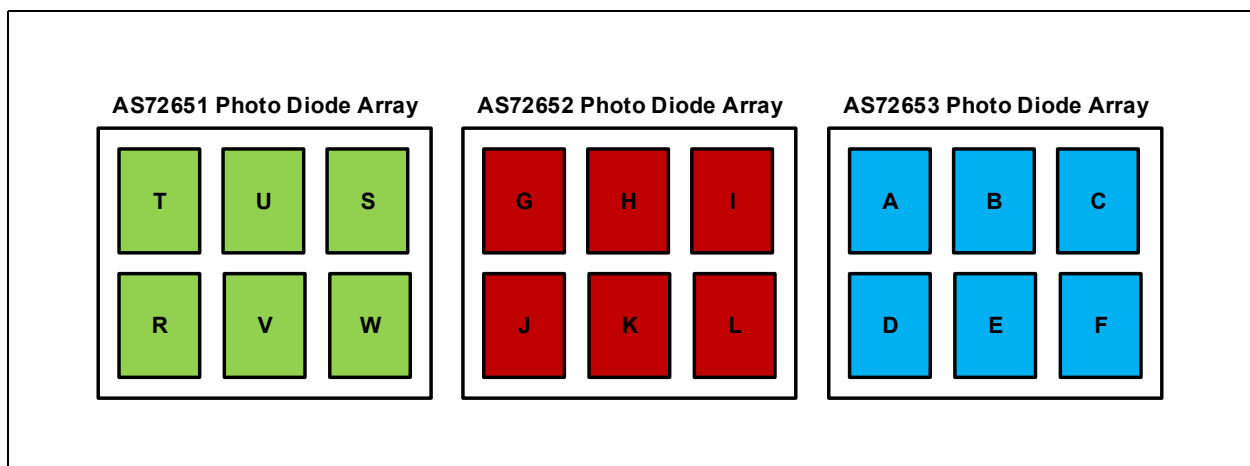 AS72651 Photo Diode Array AS72652 Photo Diode Array AS72653 Photo Diode Array
T U S G H I A B C
R V W J K L D E F